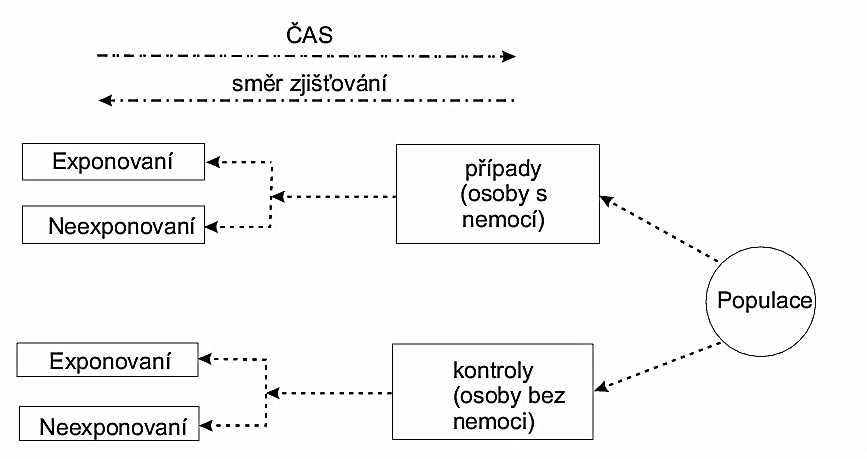 ČAS
směr zjišťování
Exponovaní
Neexponovaní
případy
(osoby s
nemocí)
Populace
Exponovaní
Neexponovaní
kontroly
(osoby bez
nemoci)